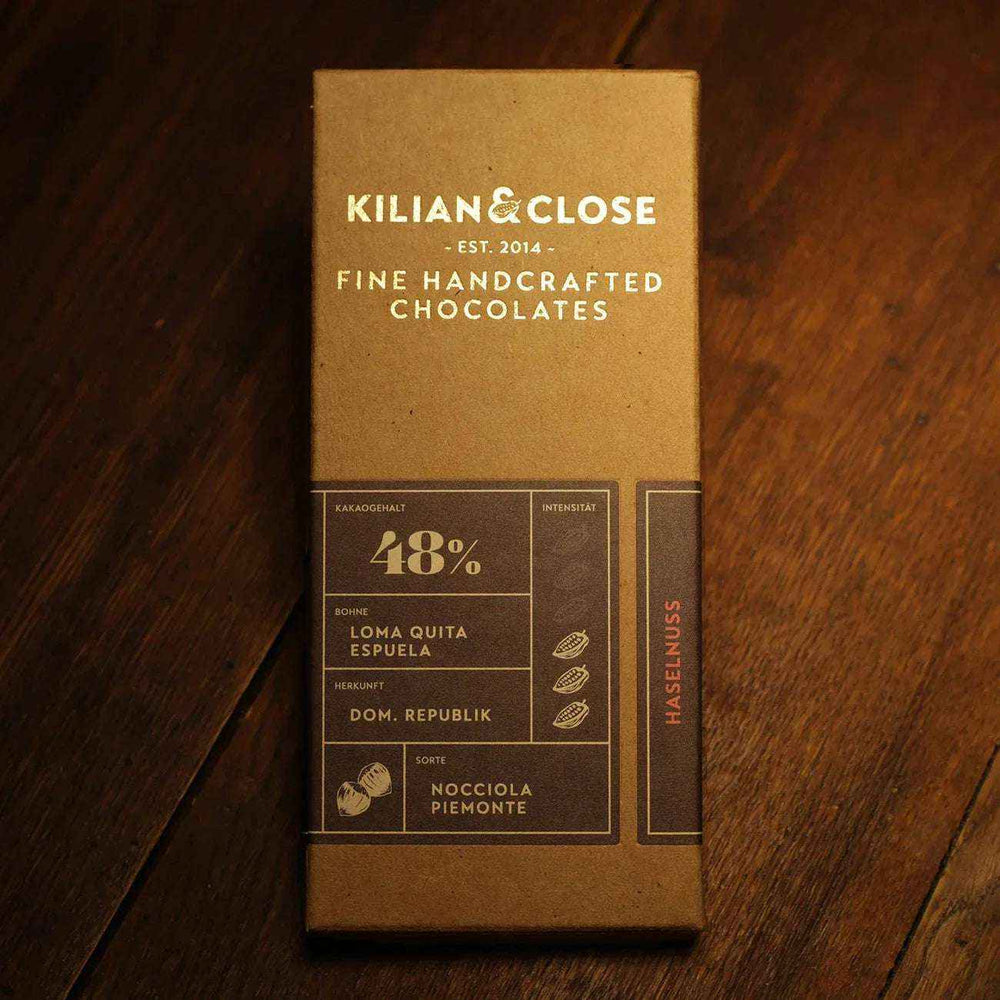 KILIAN&CLOSE
- EST. 2014 -
FINE HANDCRAFTED
CHOCOLATES
KAKAOGEHALT
48%
INTENSITÄT
BOHNE
LOMA QUITA
ESPUELA
HERKUNFT
DOM. REPUBLIK
SORTE
NOCCIOLA
PIEMONTE
HASELNUSS